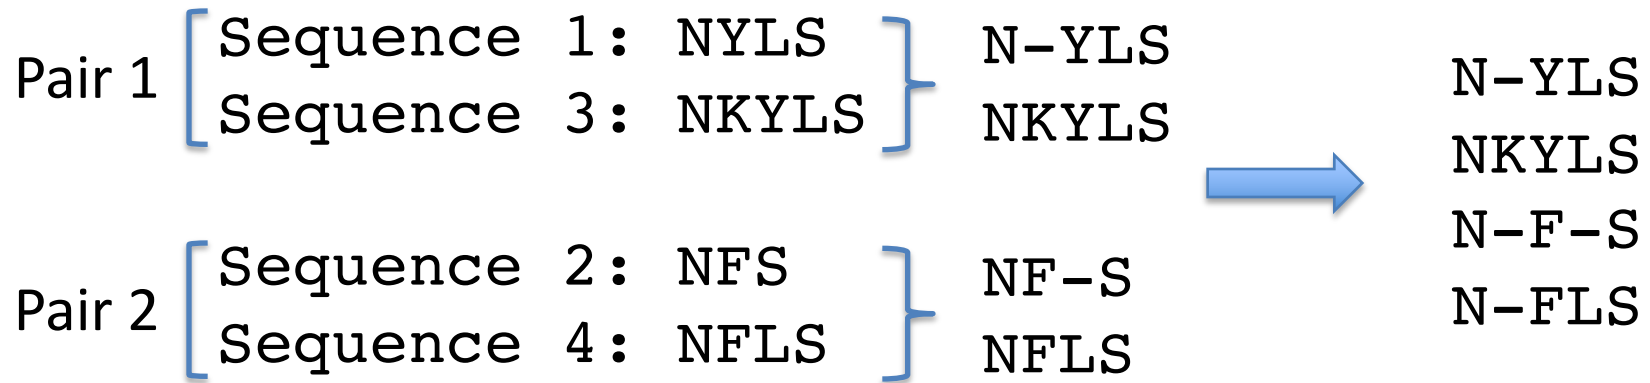 Pair 1
Sequence 1: NYLS
Sequence 3: NKYLS
N-YLS
NKYLS
Pair 2
Sequence 2: NFS
Sequence 4: NFLS
NF-S
NFLS
N-YLS
NKYLS
N-F-S
N-FLS